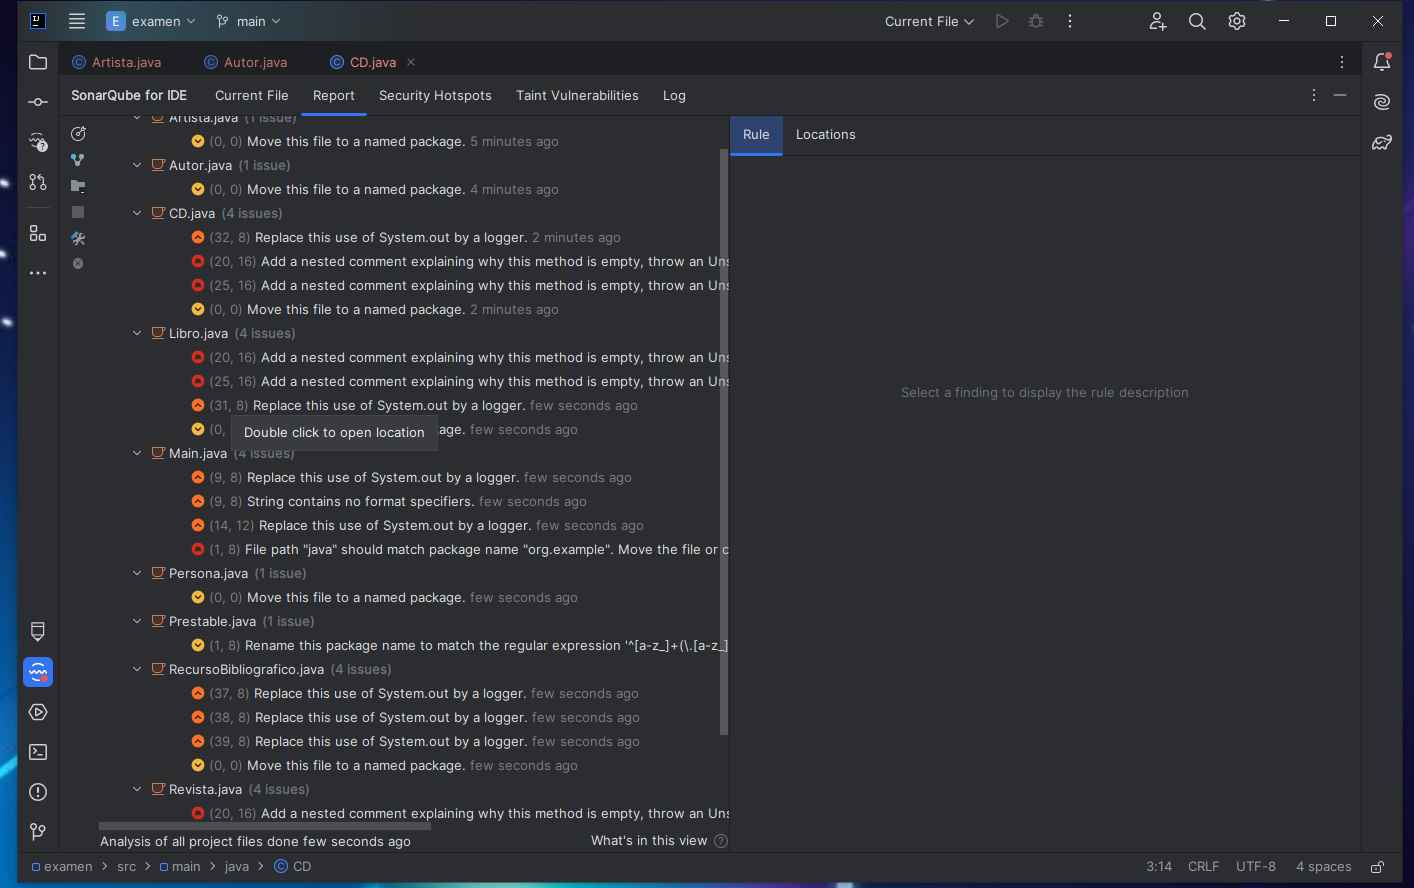 E examen main Current File
Artista.java Autor.java CD.java
SonarQube for IDE Current File Report Security Hotspots Taint Vulnerabilities Log
Artista.java (1 issue)
(0, 0) Move this file to a named package. 5 minutes ago
Autor.java (1 issue)
(0, 0) Move this file to a named package. 4 minutes ago
CD.java (4 issues)
(32, 8) Replace this use of System.out by a logger. 2 minutes ago
(20, 16) Add a nested comment explaining why this method is empty, throw an Uns
(25, 16) Add a nested comment explaining why this method is empty, throw an Uns
(0, 0) Move this file to a named package. 2 minutes ago
Libro.java (4 issues)
(20, 16) Add a nested comment explaining why this method is empty, throw an Uns
(25, 16) Add a nested comment explaining why this method is empty, throw an Uns
(31, 8) Replace this use of System.out by a logger. few seconds ago
(0, age. few seconds ago
Double click to open location
Main.java (4 issues)
(9, 8) Replace this use of System.out by a logger. few seconds ago
(9, 8) String contains no format specifiers. few seconds ago
(14, 12) Replace this use of System.out by a logger. few seconds ago
(1, 8) File path "java" should match package name "org.example". Move the file or c
Persona.java (1 issue)
(0, 0) Move this file to a named package. few seconds ago
Prestable.java (1 issue)
(1, 8) Rename this package name to match the regular expression '^[a-z_]+(\.[a-z_]
RecursoBibliografico.java (4 issues)
(37, 8) Replace this use of System.out by a logger. few seconds ago
(38, 8) Replace this use of System.out by a logger. few seconds ago
(39, 8) Replace this use of System.out by a logger. few seconds ago
(0, 0) Move this file to a named package. few seconds ago
Revista.java (4 issues)
(20, 16) Add a nested comment explaining why this method is empty, throw an Uns
Analysis of all project files done few seconds ago What's in this view ?
Rule Locations
Select a finding to display the rule description
examen > src > main > java > CD 3:14 CRLF UTF-8 4 spaces